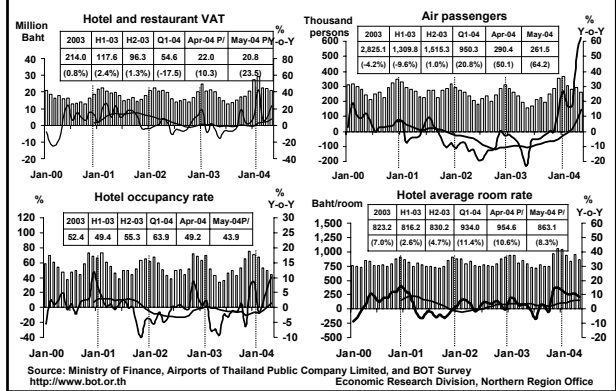 Hotel and restaurant VAT
Million Baht
% Y-o-Y
2003 H1-03 H2-03 Q1-04 Apr-04 P/ May-04 P/
214.0 117.6 96.3 54.6 22.0 20.8
(0.8%) (2.4%) (1.3%) (-17.5) (10.3) (23.5)
40
30
20
10
0
-10
-20
80
60
40
20
0
-20
-40
Jan-00 Jan-01 Jan-02 Jan-03 Jan-04
Air passengers
Thousand persons
% Y-o-Y
2003 H1-03 H2-03 Q1-04 Apr-04 P/ May-04 P/
2,825.1 1,309.8 1,515.3 950.3 290.4 261.5
(-4.2%) (-9.6%) (1.0%) (20.8%) (50.1) (64.2)
600
500
400
300
200
100
0
-100
-200
60
50
40
30
20
10
0
-10
-20
Jan-00 Jan-01 Jan-02 Jan-03 Jan-04
Hotel occupancy rate
%
% Y-o-Y
2003 H1-03 H2-03 Q1-04 Apr-04 May-04P/
52.4 49.4 55.3 63.9 49.2 43.9
120
100
80
60
40
20
0
-20
-40
30
25
20
15
10
5
0
-5
-10
Jan-00 Jan-01 Jan-02 Jan-03 Jan-04
Hotel average room rate
Baht/room
% Y-o-Y
2003 H1-03 H2-03 Q1-04 Apr-04 P/ May-04 P/
823.2 816.2 830.2 934.0 954.6 863.1
(7.0%) (2.6%) (4.7%) (11.4%) (10.6%) (8.3%)
1,500
1,250
1,000
750
500
250
0
-250
-500
50
40
30
20
10
0
-10
-20
Jan-00 Jan-01 Jan-02 Jan-03 Jan-04
Source: Ministry of Finance, Airports of Thailand Public Company Limited, and BOT Survey
http://www.bot.or.th Economic Research Division, Northern Region Office